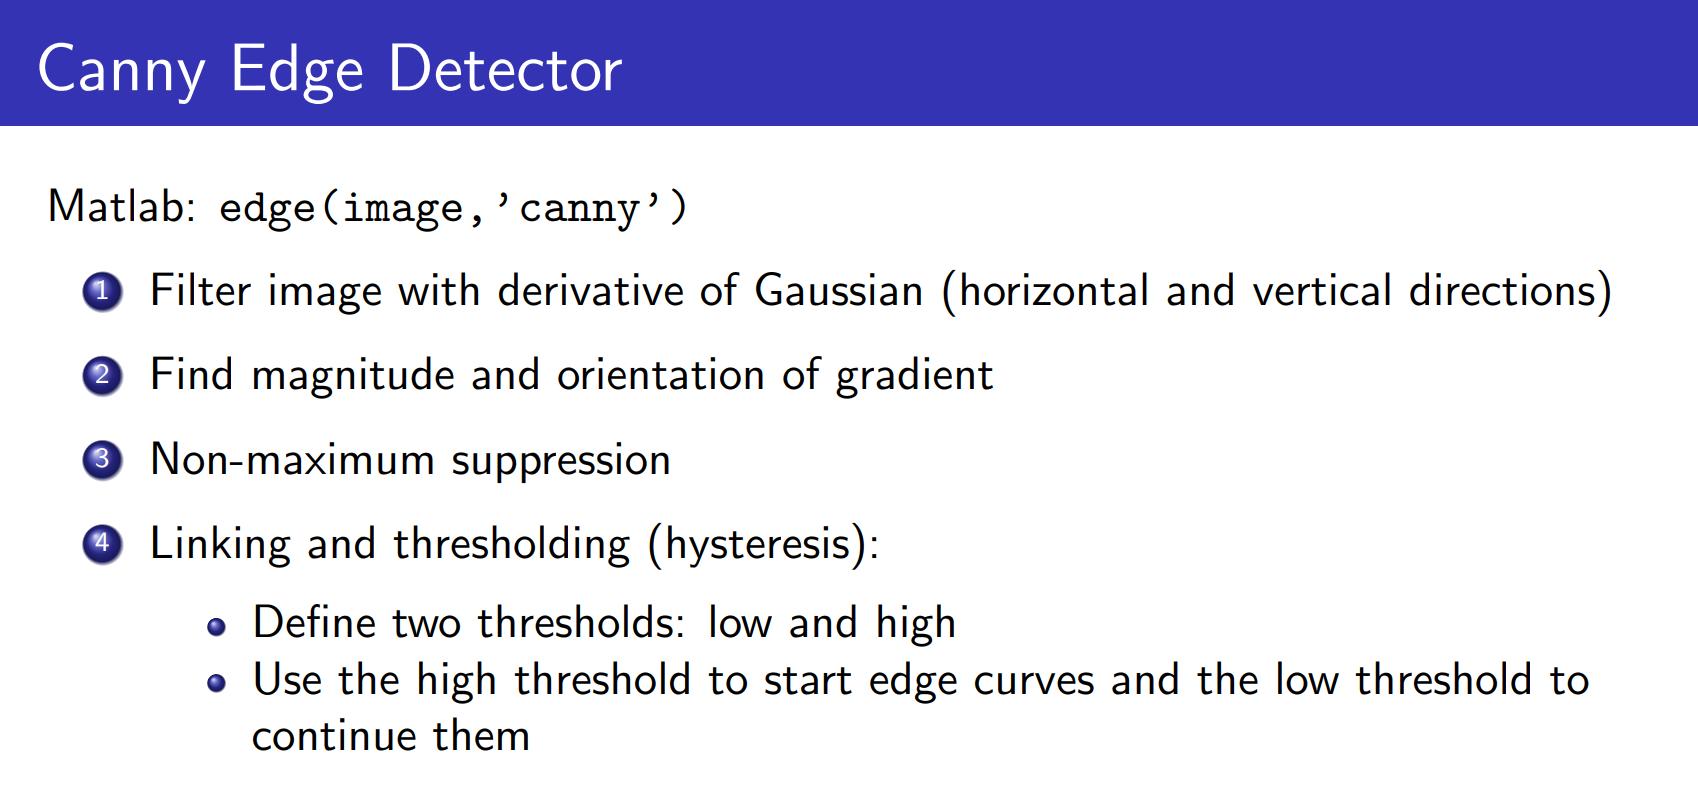 Canny Edge Detector
Matlab: edge(image,’canny’)
1 Filter image with derivative of Gaussian (horizontal and vertical directions)
2 Find magnitude and orientation of gradient
3 Non-maximum suppression
4 Linking and thresholding (hysteresis):
Define two thresholds: low and high
Use the high threshold to start edge curves and the low threshold to
continue them